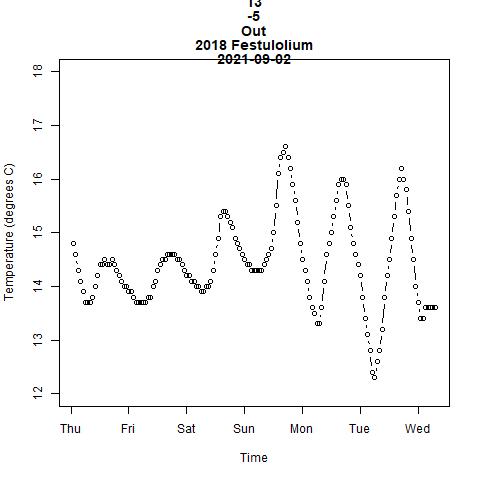 13
-5
Out
2018 Festulolium
2021-09-02
Temperature (degrees C)
18
17
16
15
14
13
12
Thu Fri Sat Sun Mon Tue Wed
Time